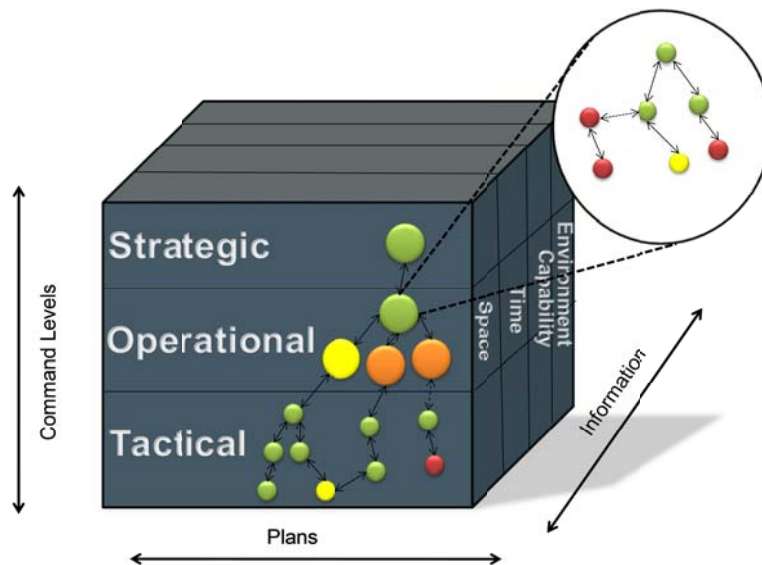 Strategic
Operational
Tactical
Space
Time
Capability
Environment
Command Levels
Plans
Information